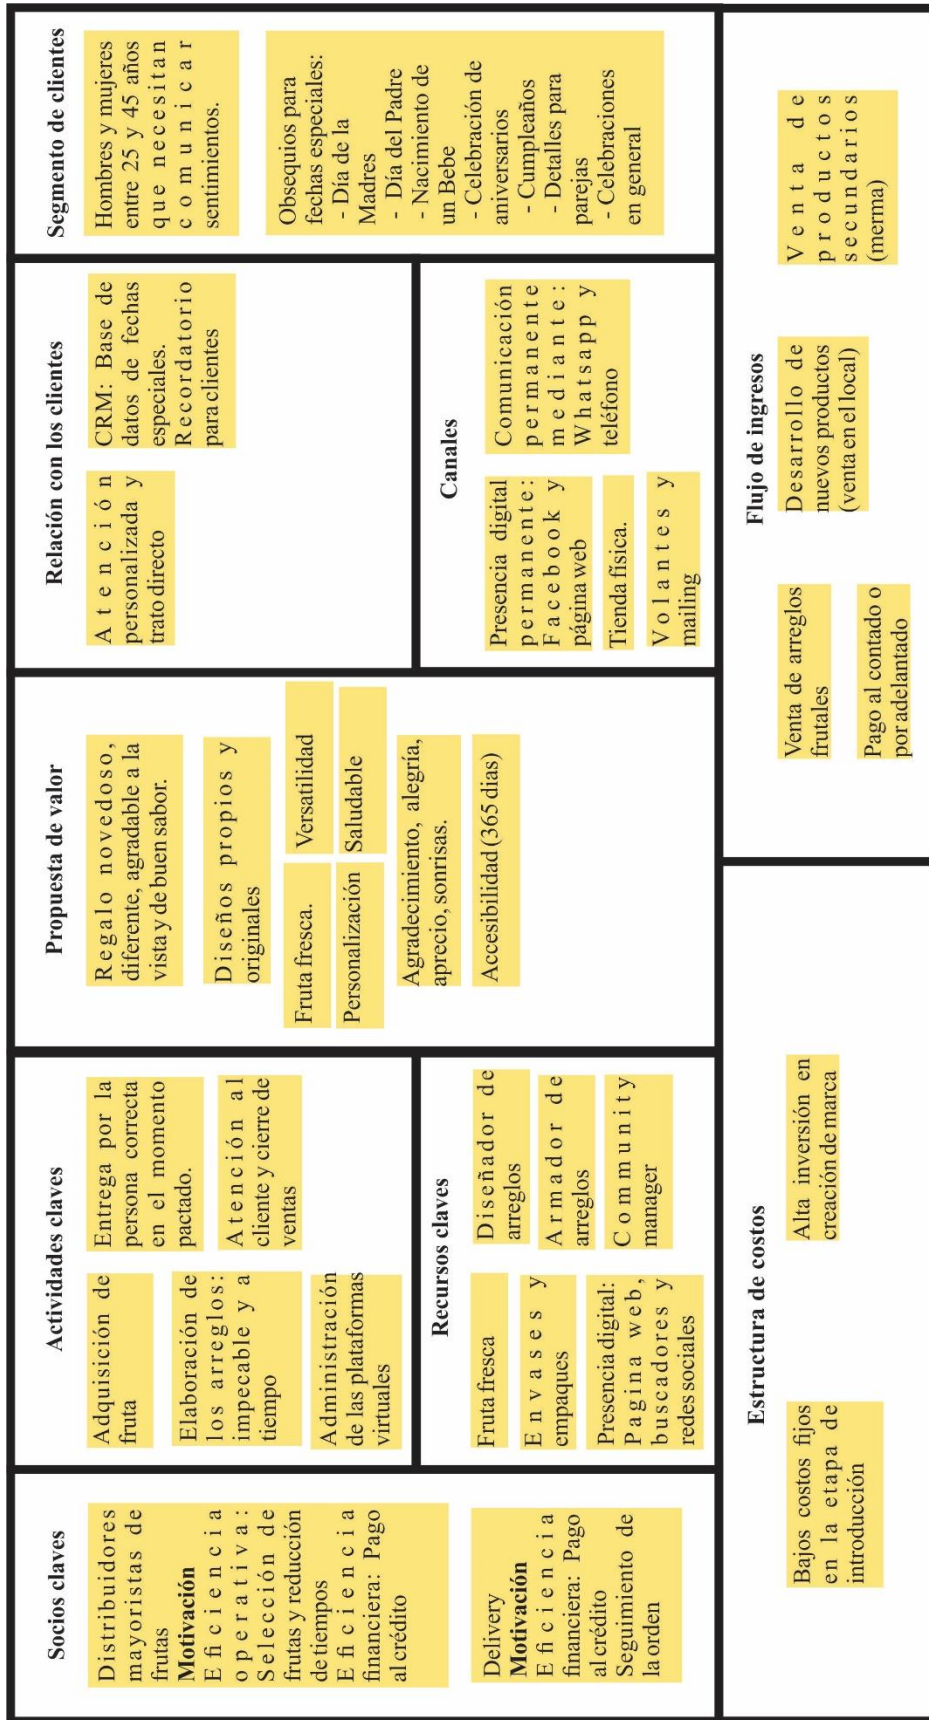 Socios claves
Distribuidores
mayoristas de
frutas
Motivación
Eficiencia
operativa:
Selección de
frutas y reducción
de tiempos
Eficiencia
financiera: Pago
al crédito
Delivery
Motivación
Eficiencia
financiera: Pago
al crédito
Seguimiento de
la orden
Actividades claves
Adquisición de
fruta
Elaboración de
los arreglos:
impecable y a
tiempo
Administración
de las plataformas
virtuales
Entrega por la
persona correcta
en el momento
pactado.
Atención al
cliente y cierre de
ventas
Recursos claves
Fruta fresca
Envases y
empaques
Presencia digital:
Pagina web,
buscadores y
redes sociales
Diseñador de
arreglos
Armador de
arreglos
Community
manager
Propuesta de valor
Regalo novedoso,
diferente, agradable a la
vista y de buen sabor.
Diseños propios y
originales
Fruta fresca.
Versatilidad
Personalización
Saludable
Agradecimiento, alegría,
aprecio, sonrisas.
Accesibilidad (365 dias)
Relación con los clientes
Atención
personalizada y
trato directo
CRM: Base de
datos de fechas
especiales.
Recordatorio
para clientes
Canales
Presencia digital
permanente:
Facebook y
página web
Tienda física.
Volantes y
mailing
Comunicación
permanente
mediante:
Whatsapp y
teléfono
Segmento de clientes
Hombres y mujeres
entre 25 y 45 años
que necesitan
comunicar
sentimientos.
Obsequios para
fechas especiales:
- Día de la
Madres
- Día del Padre
- Nacimiento de
un Bebe
- Celebración de
aniversarios
- Cumpleaños
- Detalles para
parejas
- Celebraciones
en general
Estructura de costos
Bajos costos fijos
en la etapa de
introducción
Alta inversión en
creación de marca
Flujo de ingresos
Venta de arreglos
frutales
Pago al contado o
por adelantado
Desarrollo de
nuevos productos
(venta en el local)
Venta de
productos
secundarios
(merma)